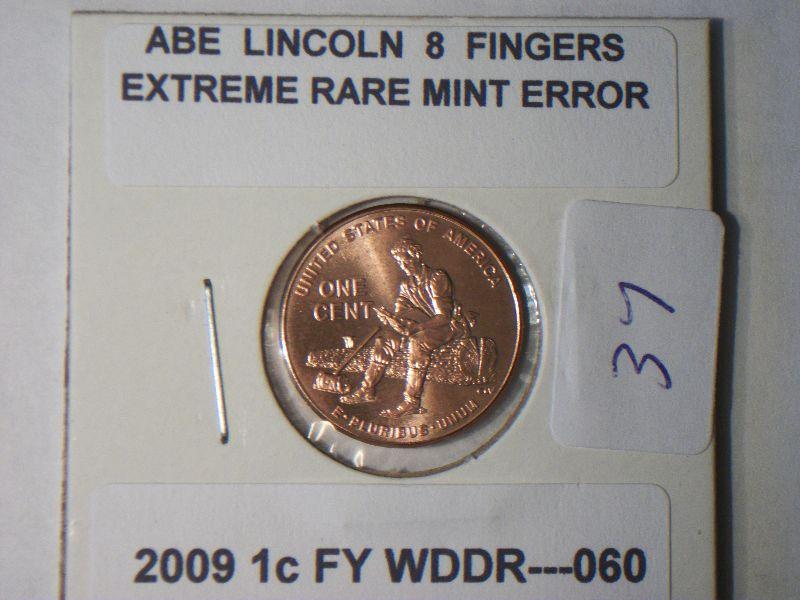 ABE LINCOLN 8 FINGERS
EXTREME RARE MINT ERROR
UNITED STATES OF AMERICA
ONE
CENT
E·PLURIBUS·UNUM
37
2009 1c FY WDDR---060